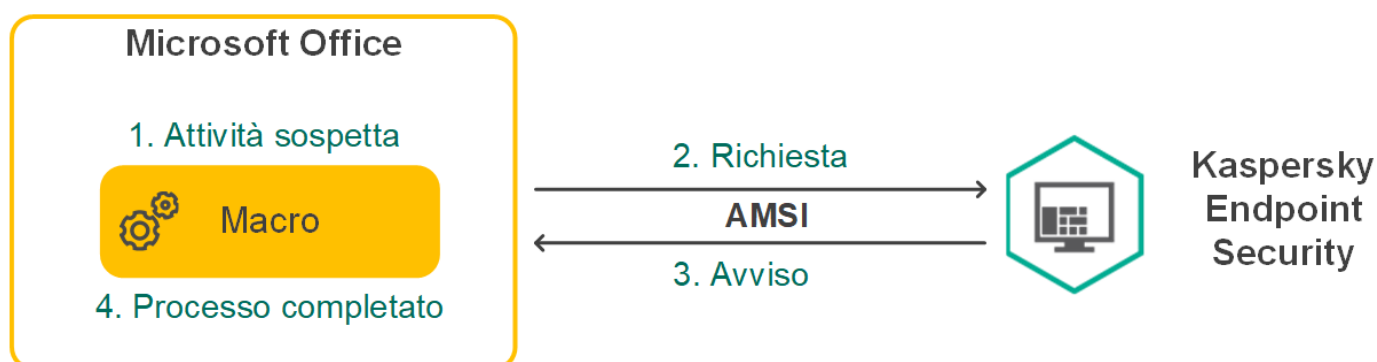 Microsoft Office
1. Attività sospetta
Macro
4. Processo completato
2. Richiesta
AMSI
3. Avviso
Kaspersky
Endpoint
Security